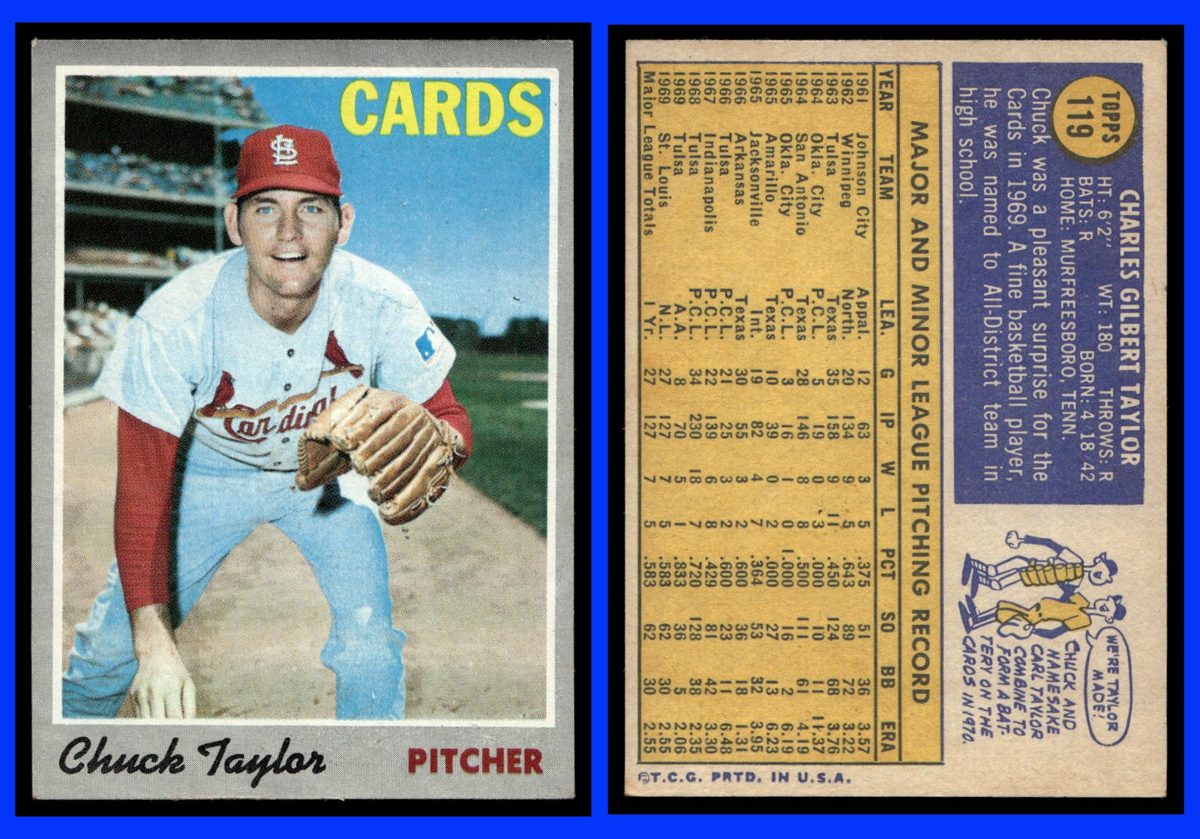 CARDS
StL
Cardinals
Chuck Taylor
PITCHER
TOPPS
119
CHARLES GILBERT TAYLOR
HT: 6'2" WT: 180 THROWS: R
BATS: R BORN: 4 18 42
HOME: MURFREESBORO, TENN.
Chuck was a pleasant surprise for the
Cards in 1969. A fine basketball player,
he was named to All-District team in
high school.
WE'RE TAYLOR
MADE!
CHUCK AND
NAMESAKE
CARL TAYLOR
COMBINE TO
FORM A BAT-
TERY ON THE
CARDS IN 1970.
MAJOR AND MINOR LEAGUE PITCHING RECORD
YEAR TEAM LEA. G IP W L PCT SO BB ERA
1961 Johnson City Appal. 12 63 3 5 .375 51 36 3.57
1962 Winnipeg North. 20 134 9 5 .643 89 72 3.22
1963 Tulsa Texas 35 158 9 11 .450 124 68 3.76
1964 Okla. City P.C.L. 5 19 0 3 .000 10 11 11.37
1964 San Antonio Texas 28 146 8 8 .500 111 61 4.19
1965 Okla. City P.C.L. 3 16 1 0 1.000 16 2 6.19
1965 Amarillo Texas 10 39 0 2 .000 27 13 6.23
1965 Jacksonville Int. 19 82 4 7 .364 53 32 3.95
1966 Arkansas Texas 30 55 3 2 .600 36 18 1.31
1966 Tulsa P.C.L. 21 25 3 2 .600 23 11 6.48
1967 Indianapolis P.C.L. 22 139 6 8 .429 81 42 3.30
1968 Tulsa P.C.L. 34 230 18 7 .720 128 38 2.35
1969 Tulsa A.A. 8 70 5 1 .833 36 5 2.06
1969 St. Louis N.L. 27 127 7 5 .583 62 30 2.55
Major League Totals 1 Yr. 27 127 7 5 .583 62 30 2.55
©T.C.G. PRTD. IN U.S.A.